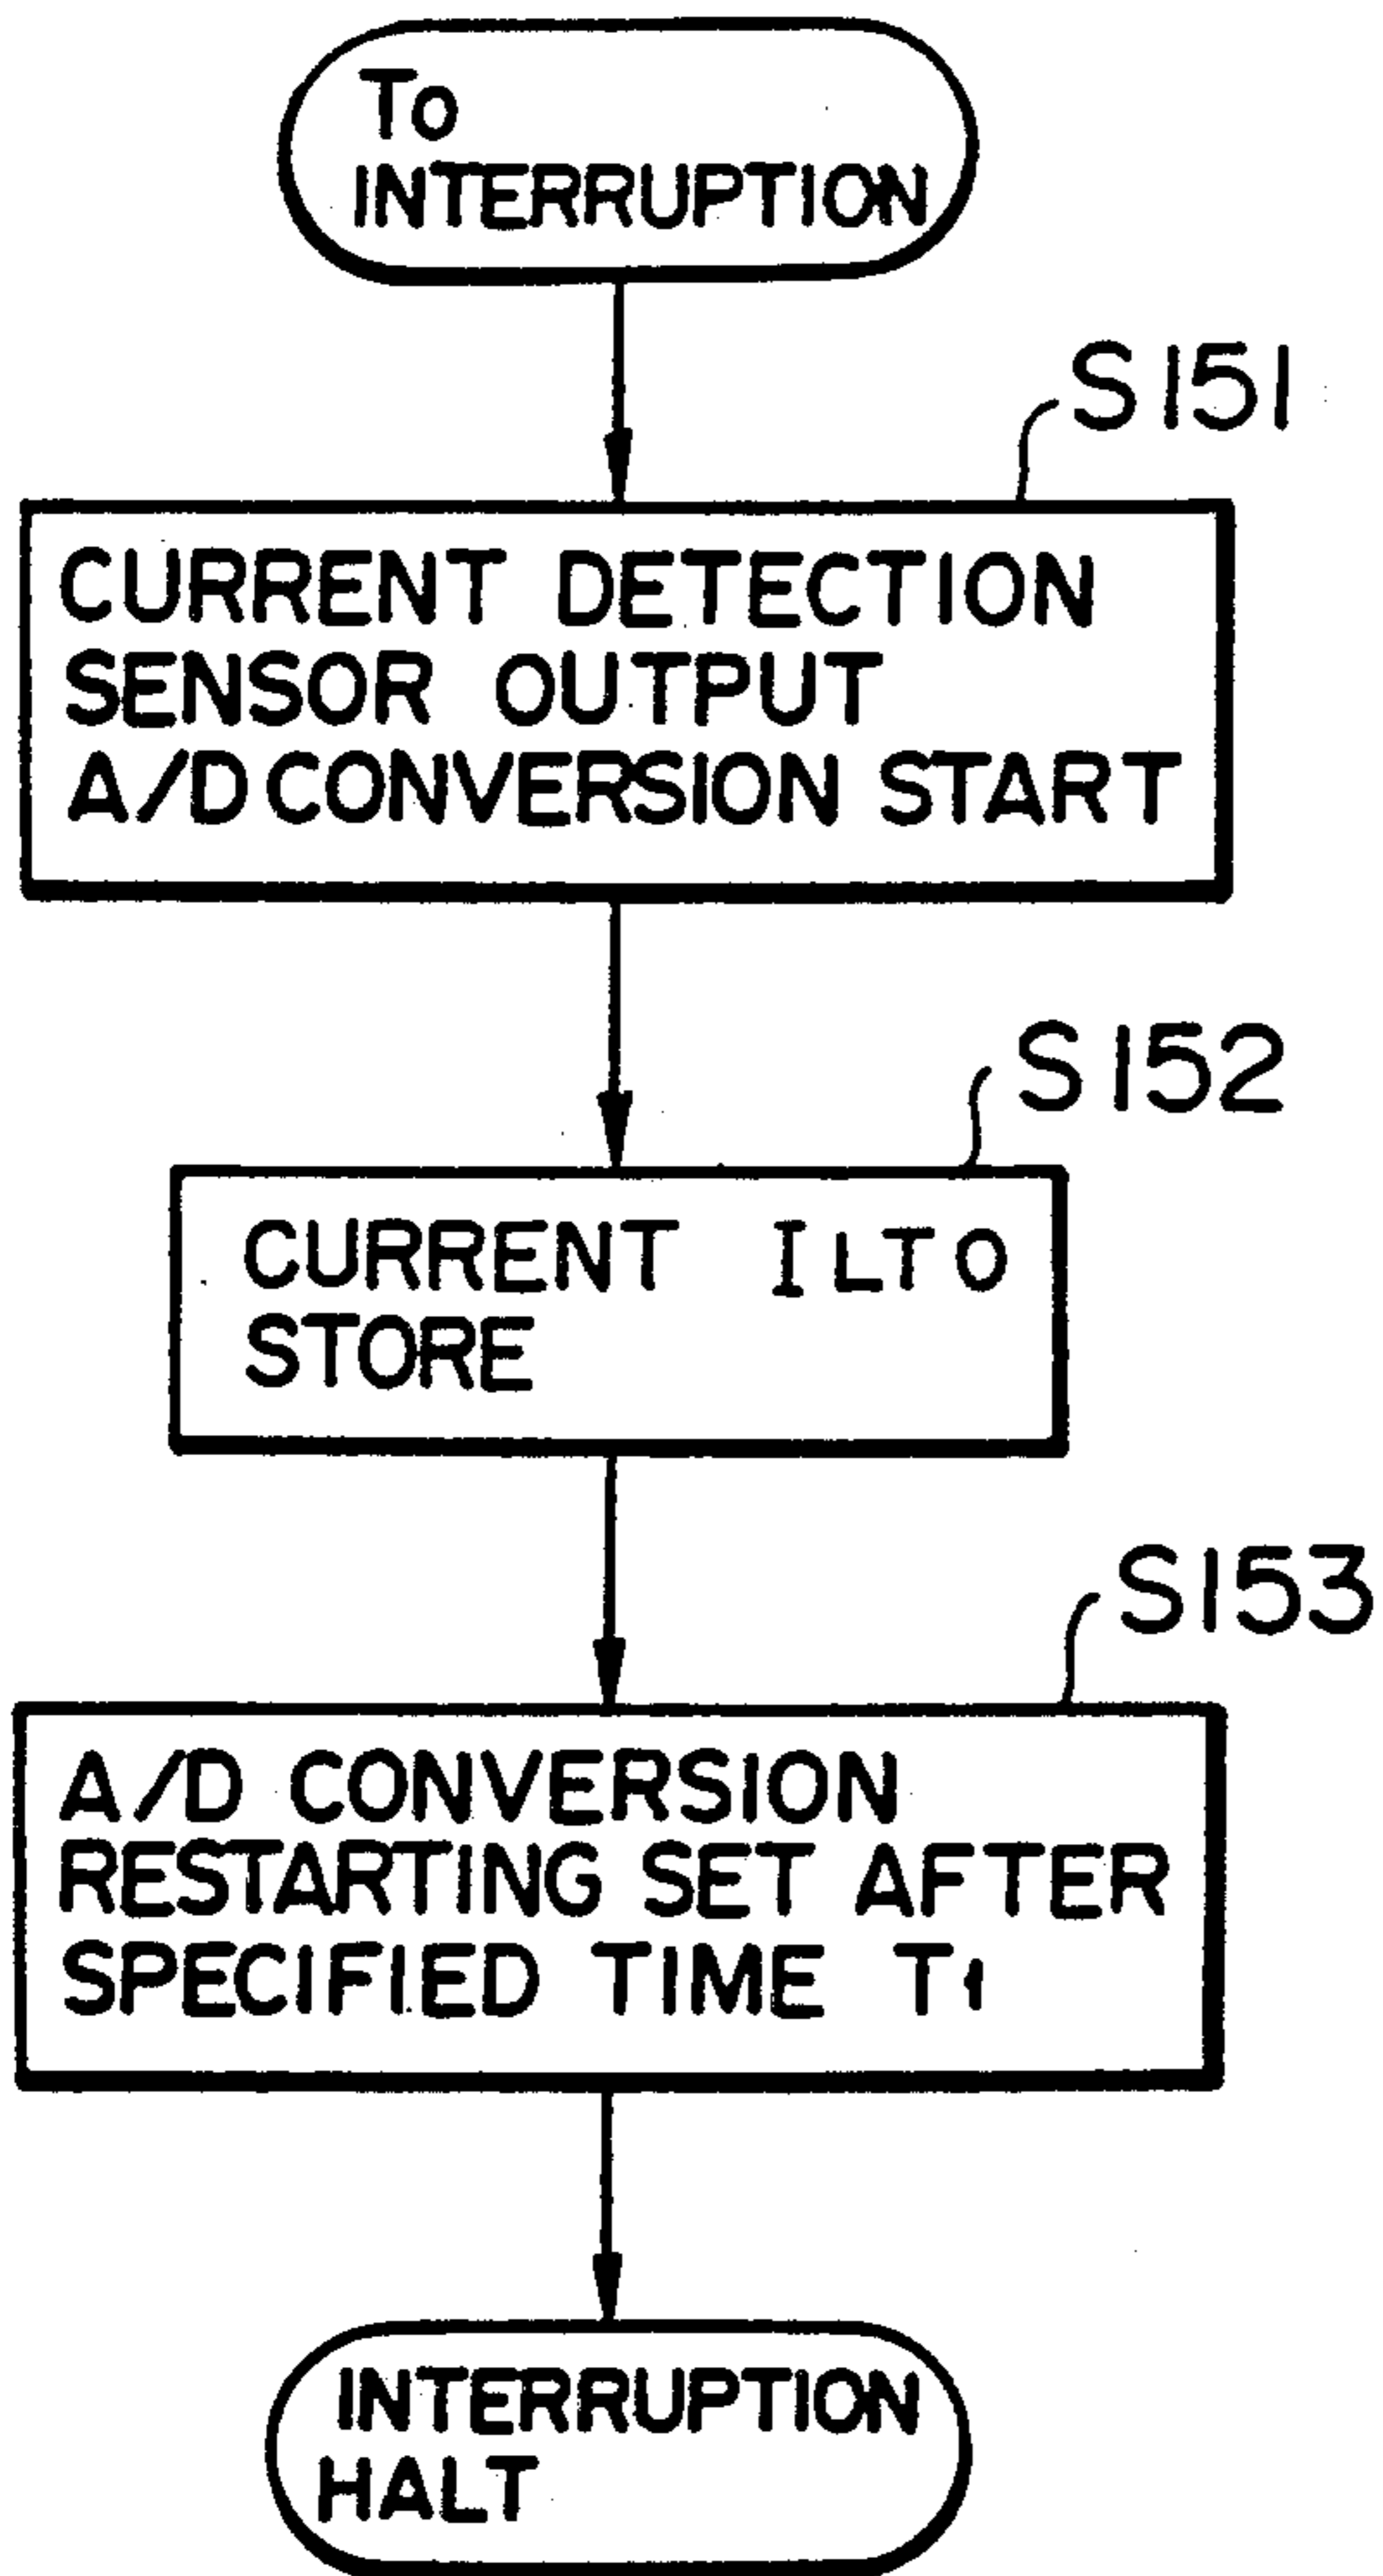 To
INTERRUPTION
S151
CURRENT DETECTION
SENSOR OUTPUT
A/D CONVERSION START
S152
CURRENT ILTO
STORE
S153
A/D CONVERSION
RESTARTING SET AFTER
SPECIFIED TIME T1
INTERRUPTION
HALT